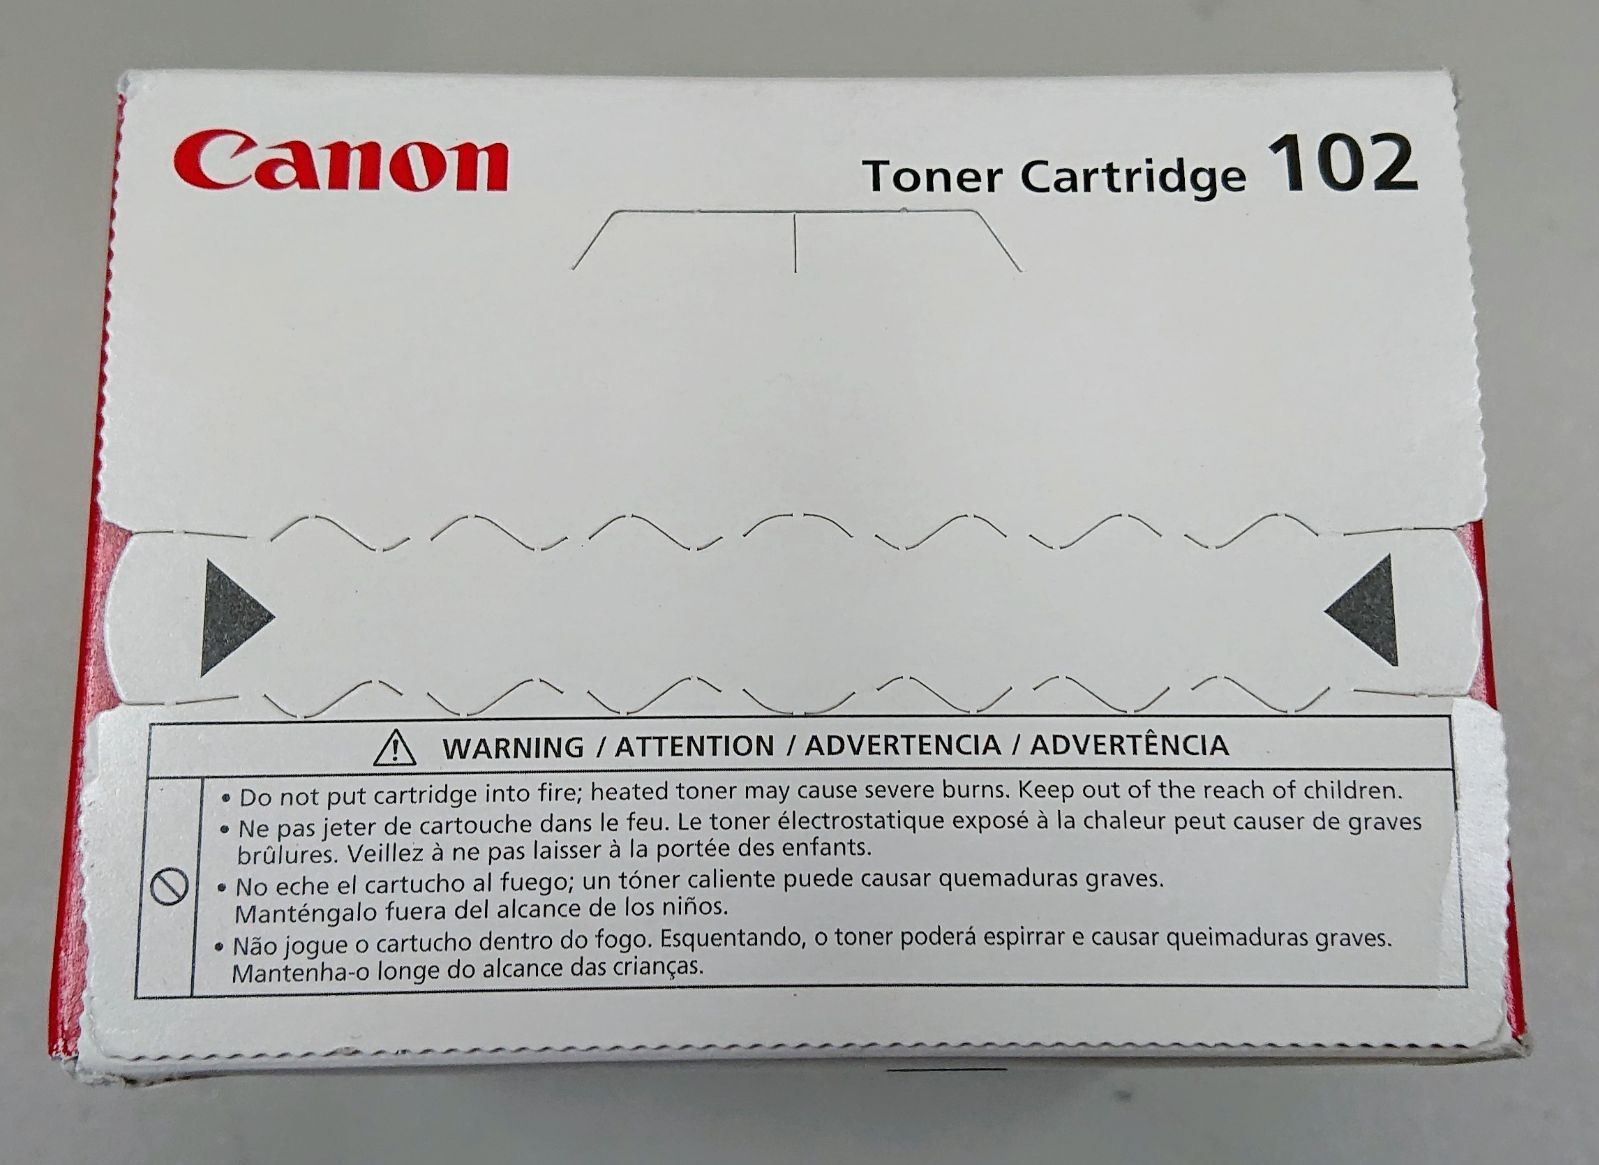 Canon
Toner Cartridge 102
WARNING / ATTENTION / ADVERTENCIA / ADVERTÊNCIA
• Do not put cartridge into fire; heated toner may cause severe burns. Keep out of the reach of children.
• Ne pas jeter de cartouche dans le feu. Le toner électrostatique exposé à la chaleur peut causer de graves
brûlures. Veillez à ne pas laisser à la portée des enfants.
• No eche el cartucho al fuego; un tóner caliente puede causar quemaduras graves.
Manténgalo fuera del alcance de los niños.
• Não jogue o cartucho dentro do fogo. Esquentando, o toner poderá espirrar e causar queimaduras graves.
Mantenha-o longe do alcance das crianças.